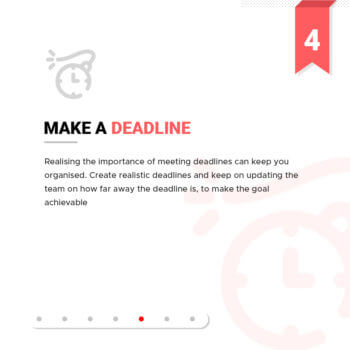 4
MAKE A DEADLINE
Realising the importance of meeting deadlines can keep you
organised. Create realistic deadlines and keep on updating the
team on how far away the deadline is, to make the goal
achievable